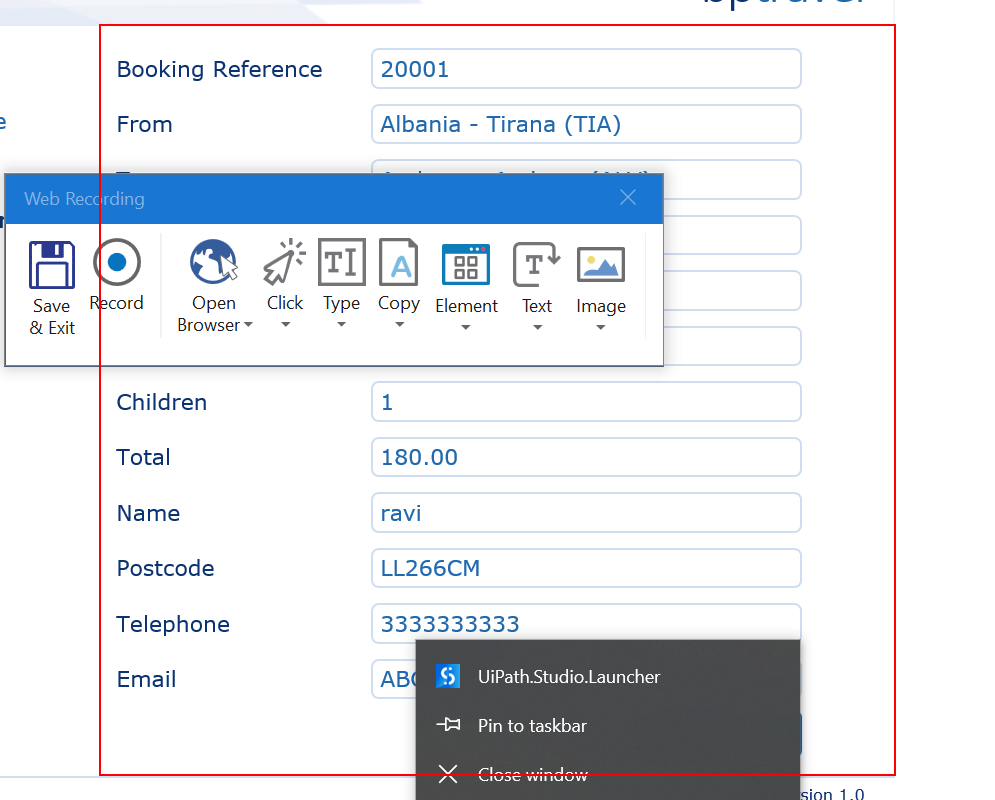 Booking Reference 20001
e
From Albania - Tirana (TIA)
Web Recording
Save
& Exit
Record
Open
Browser
Click
Type
Copy
Element
Text
Image
Children 1
Total 180.00
Name ravi
Postcode LL266CM
Telephone 3333333333
Email ABC
UiPath.Studio.Launcher
Pin to taskbar
Close window
sion 1.0